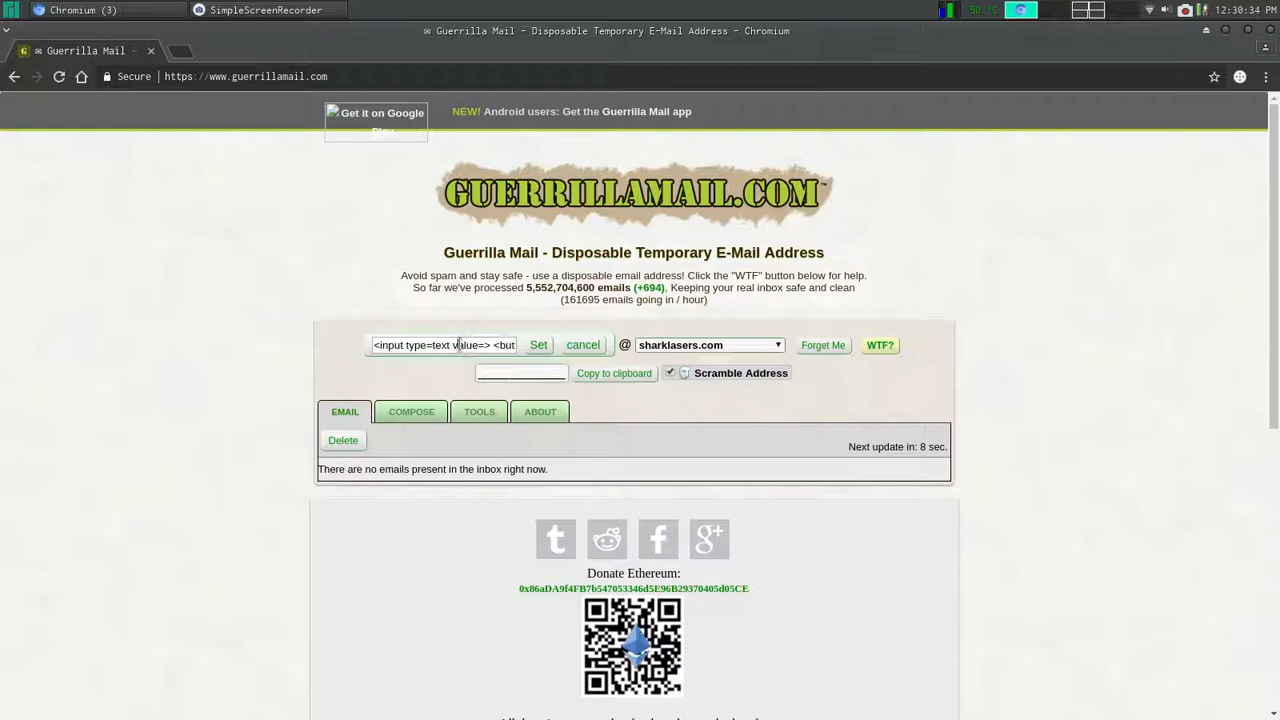 Chromium (3) SimpleScreenRecorder 50 °C 12:30:34 PM
✉ Guerrilla Mail - Disposable Temporary E-Mail Address - Chromium
✉ Guerrilla Mail -
Secure https://www.guerrillamail.com
Get it on Google Play NEW! Android users: Get the Guerrilla Mail app
GUERRILLAMAIL.COM™
Guerrilla Mail - Disposable Temporary E-Mail Address
Avoid spam and stay safe - use a disposable email address! Click the "WTF" button below for help.
So far we've processed 5,552,704,600 emails (+694), Keeping your real inbox safe and clean
(161695 emails going in / hour)
<input type=text value=> <but Set cancel @ sharklasers.com Forget Me WTF?
Copy to clipboard Scramble Address
EMAIL COMPOSE TOOLS ABOUT
Delete Next update in: 8 sec.
There are no emails present in the inbox right now.
Donate Ethereum:
0x86aDA9f4FB7b547053346d5E96B29370405d05CE